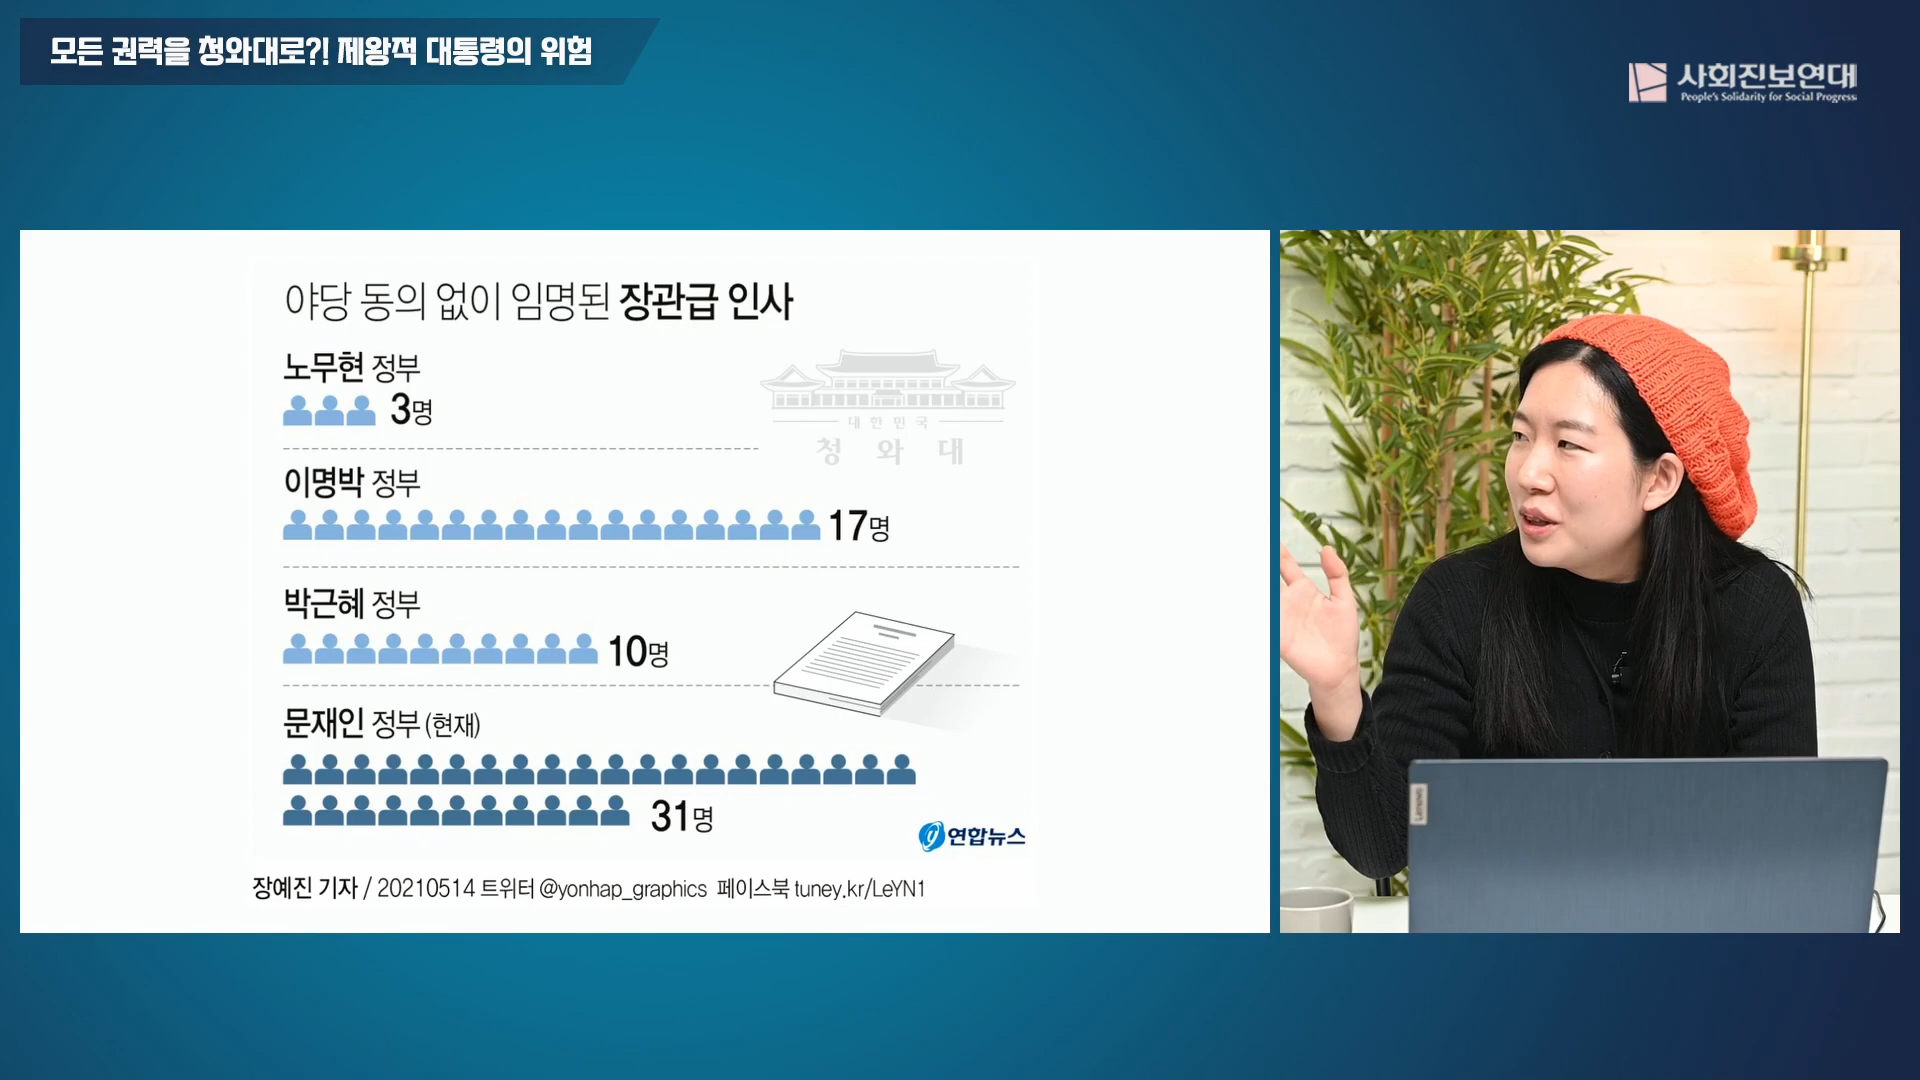 모든 권력을 청와대로?! 제왕적 대통령의 위험
사회진보연대
People's Solidarity for Social Progress
야당 동의 없이 임명된 장관급 인사
노무현 정부
3명
대한민국
청와대
이명박 정부
17명
박근혜 정부
10명
문재인 정부 (현재)
31명
연합뉴스
장예진 기자 / 20210514 트위터 @yonhap_graphics 페이스북 tuney.kr/LeYN1
Lenovo